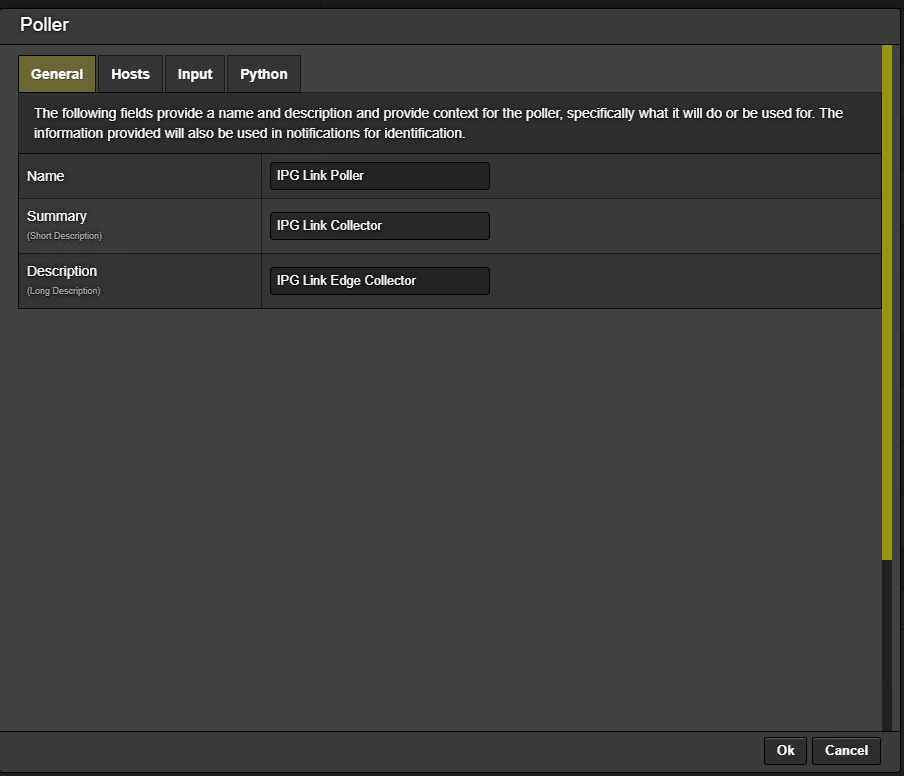 Poller
General Hosts Input Python
The following fields provide a name and description and provide context for the poller, specifically what it will do or be used for. The
information provided will also be used in notifications for identification.
Name IPG Link Poller
Summary IPG Link Collector
(Short Description)
Description IPG Link Edge Collector
(Long Description)
Ok Cancel